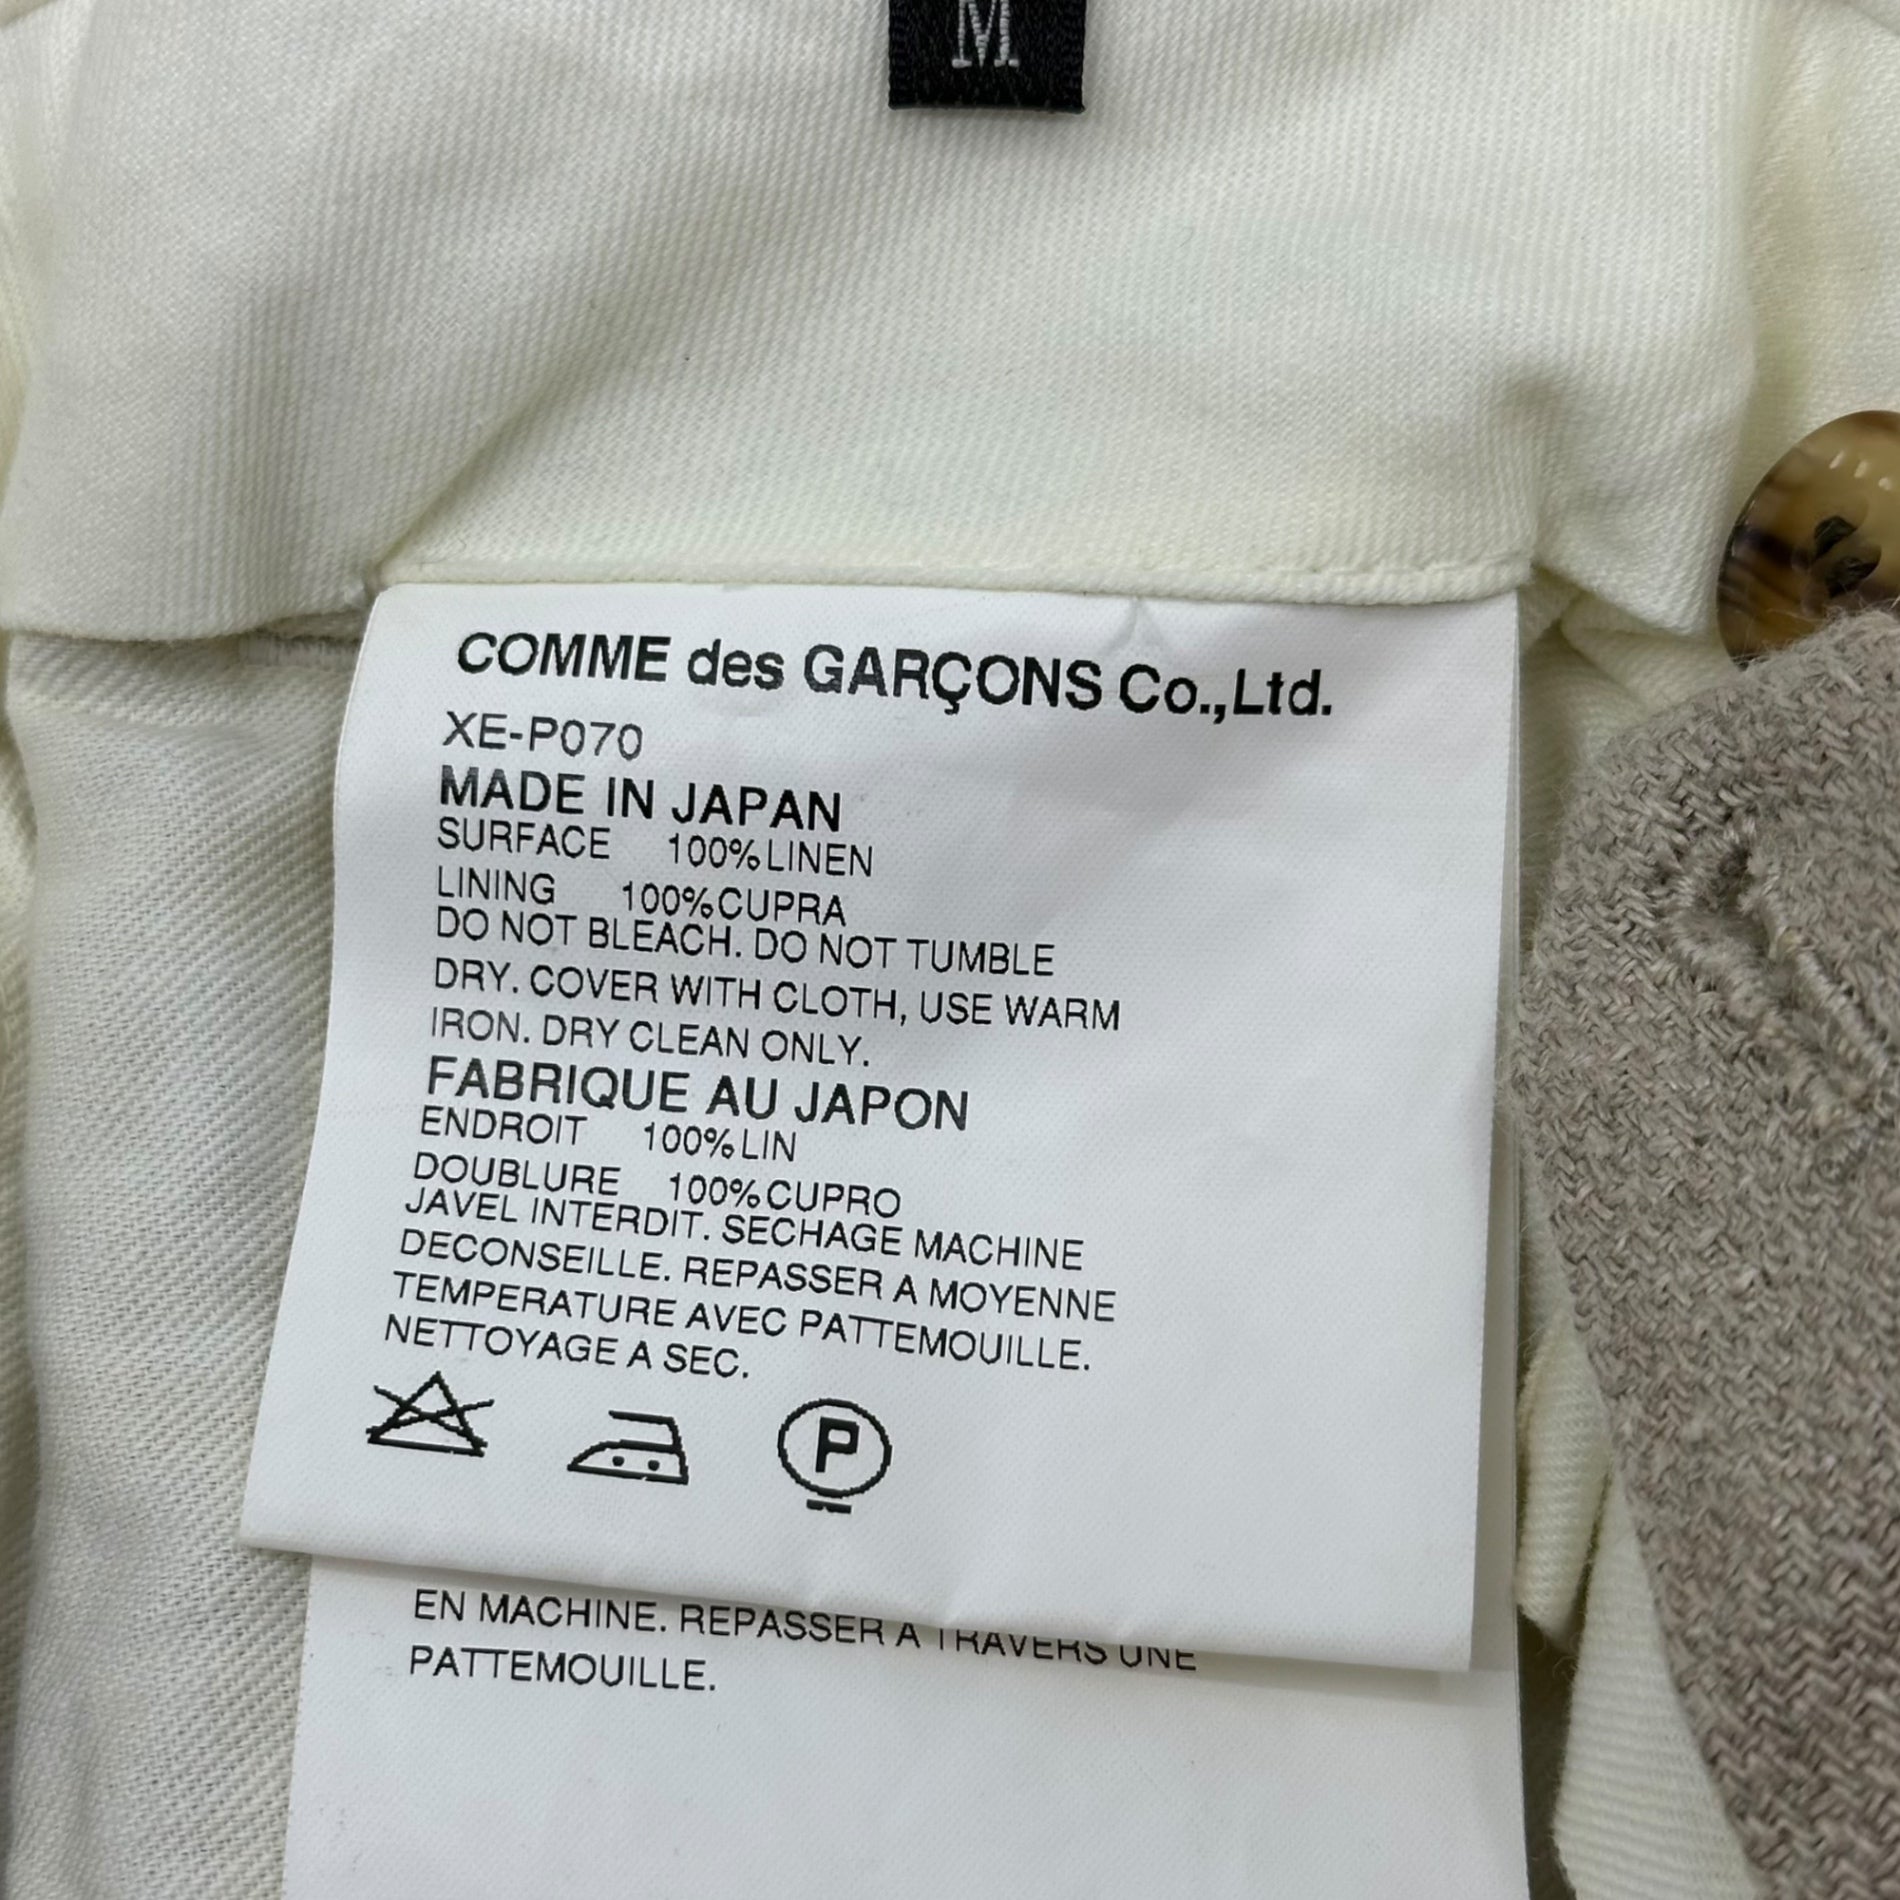 M
COMME des GARÇONS Co.,Ltd.
XE-P070
MADE IN JAPAN
SURFACE 100%LINEN
LINING 100%CUPRA
DO NOT BLEACH. DO NOT TUMBLE
DRY. COVER WITH CLOTH, USE WARM
IRON. DRY CLEAN ONLY.
FABRIQUE AU JAPON
ENDROIT 100%LIN
DOUBLURE 100%CUPRO
JAVEL INTERDIT. SECHAGE MACHINE
DECONSEILLE. REPASSER A MOYENNE
TEMPERATURE AVEC PATTEMOUILLE.
NETTOYAGE A SEC.
P
EN MACHINE. REPASSER A TRAVERS UNE
PATTEMOUILLE.